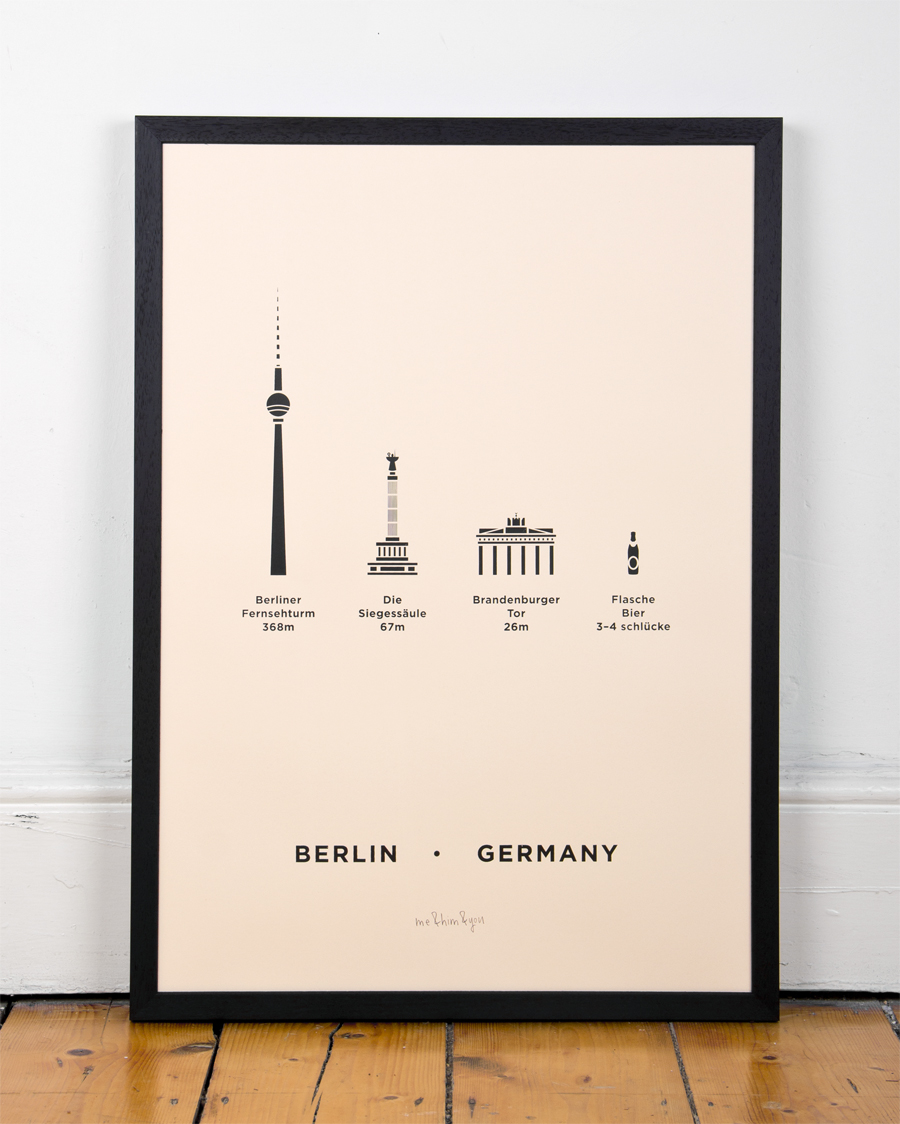 Berliner
Fernsehturm
368m
Die
Siegessäule
67m
Brandenburger
Tor
26m
Flasche
Bier
3–4 schlücke
BERLIN • GERMANY
me & him & you